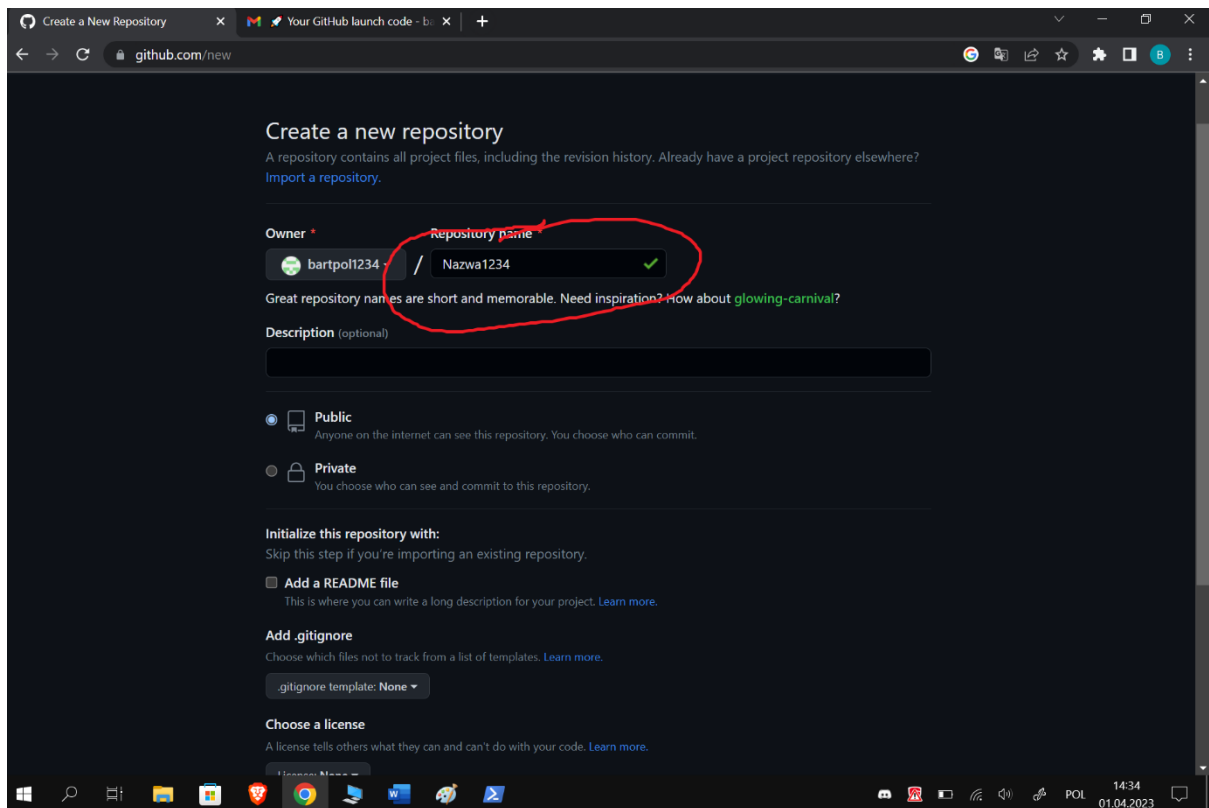 Create a New Repository
Your GitHub launch code - ba
github.com/new
B
Create a new repository
A repository contains all project files, including the revision history. Already have a project repository elsewhere?
Import a repository.
Owner * Repository name *
bartpol1234 / Nazwa1234
Great repository names are short and memorable. Need inspiration? How about glowing-carnival?
Description (optional)
Public
Anyone on the internet can see this repository. You choose who can commit.
Private
You choose who can see and commit to this repository.
Initialize this repository with:
Skip this step if you're importing an existing repository.
Add a README file
This is where you can write a long description for your project. Learn more.
Add .gitignore
Choose which files not to track from a list of templates. Learn more.
.gitignore template: None
Choose a license
A license tells others what they can and can't do with your code. Learn more.
License: None
POL
14:34
01.04.2023